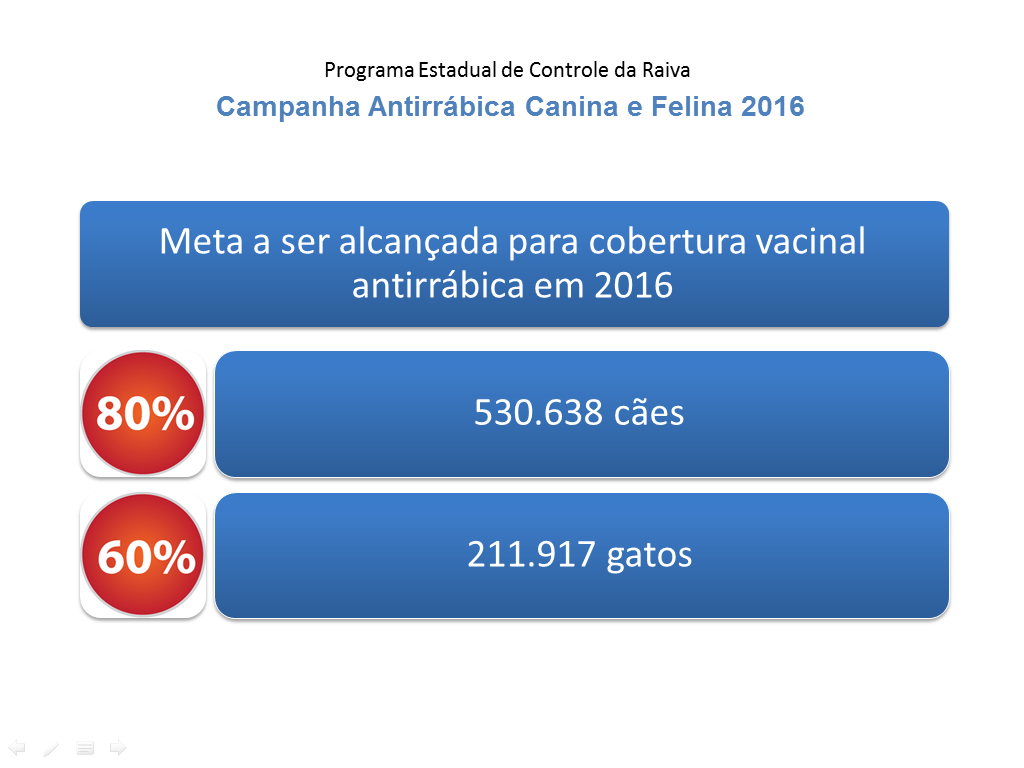 Programa Estadual de Controle da Raiva
Campanha Antirrábica Canina e Felina 2016
Meta a ser alcançada para cobertura vacinal
antirrábica em 2016
80%
530.638 cães
60%
211.917 gatos